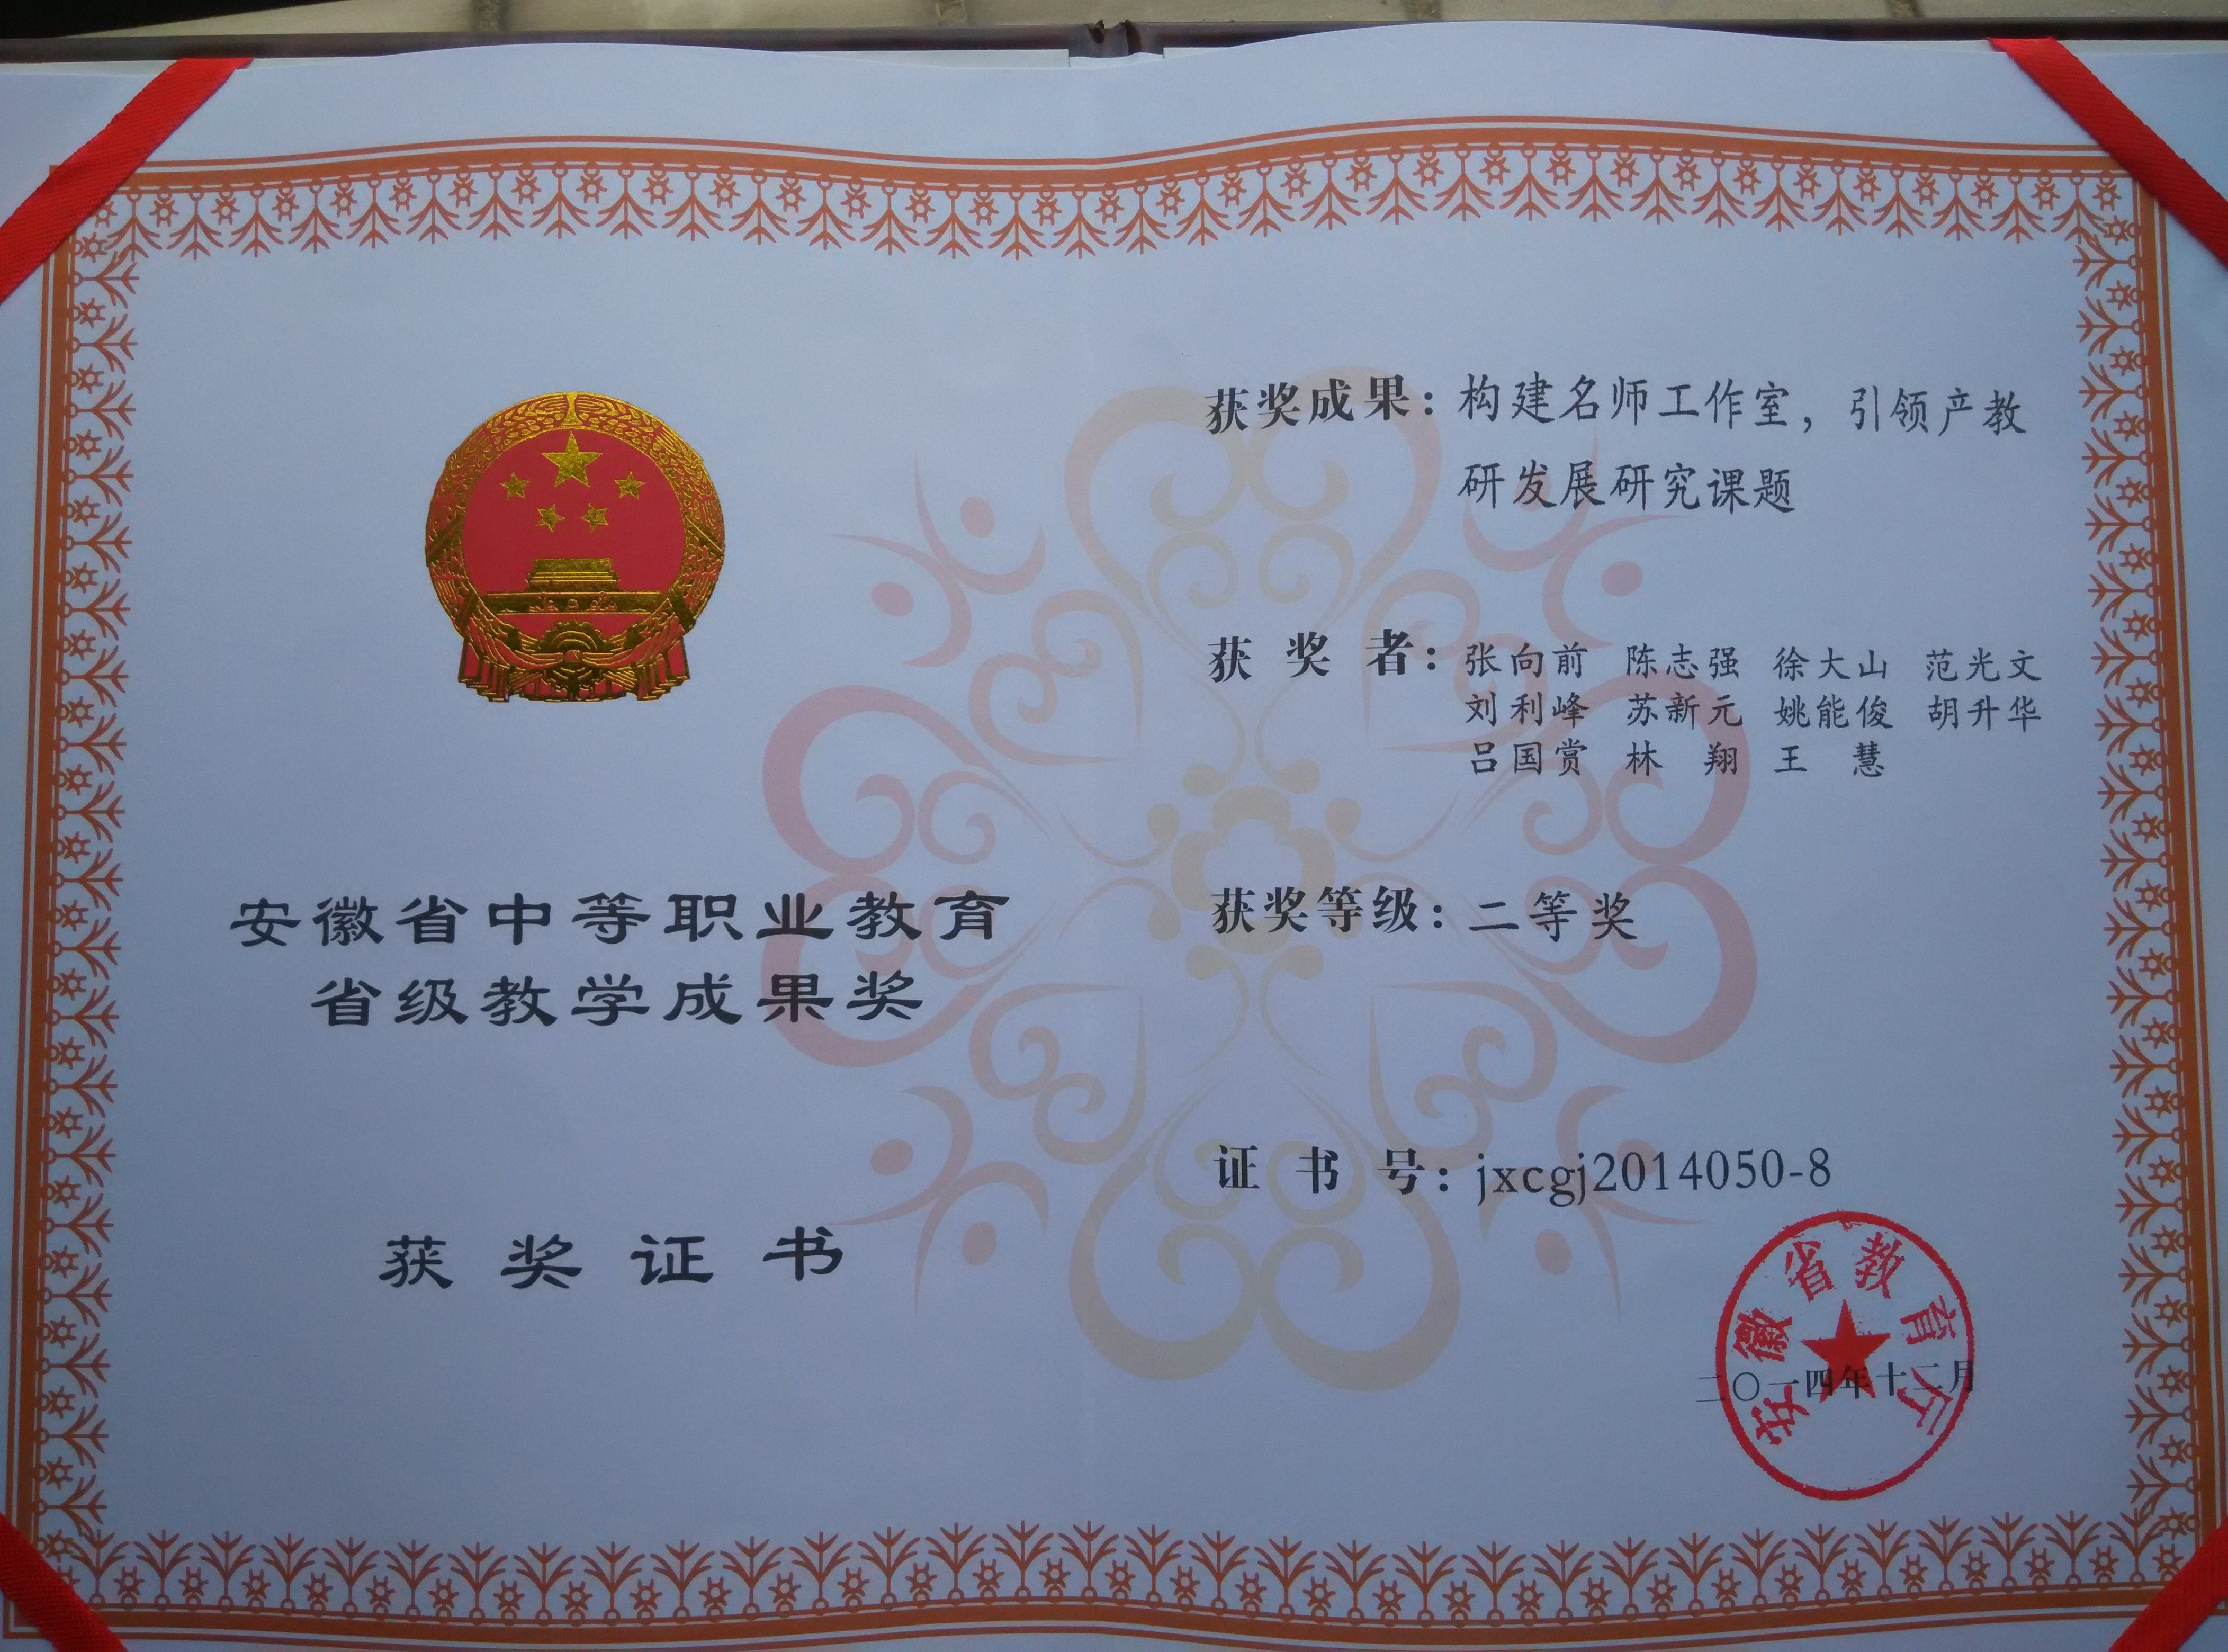 安徽省中等职业教育
省级教学成果奖
获奖证书
获奖成果：构建名师工作室，引领产教
研发展研究课题
获奖者：张向前 陈志强 徐大山 范光文
刘利峰 苏新元 姚能俊 胡升华
吕国赏 林翔 王慧
获奖等级：二等奖
证书号：jxcgj2014050-8
安徽省教育厅
二〇一四年十二月